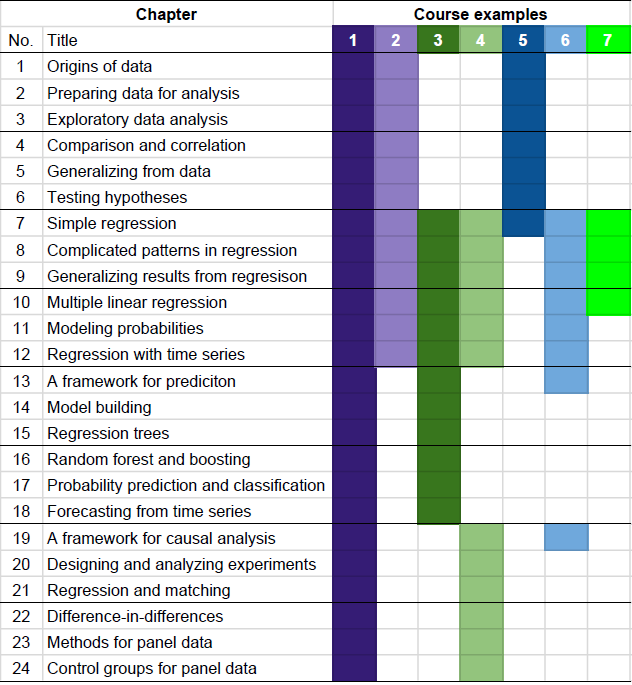 Chapter Course examples
No. Title 1 2 3 4 5 6 7
1 Origins of data
2 Preparing data for analysis
3 Exploratory data analysis
4 Comparison and correlation
5 Generalizing from data
6 Testing hypotheses
7 Simple regression
8 Complicated patterns in regression
9 Generalizing results from regresison
10 Multiple linear regression
11 Modeling probabilities
12 Regression with time series
13 A framework for prediciton
14 Model building
15 Regression trees
16 Random forest and boosting
17 Probability prediction and classification
18 Forecasting from time series
19 A framework for causal analysis
20 Designing and analyzing experiments
21 Regression and matching
22 Difference-in-differences
23 Methods for panel data
24 Control groups for panel data